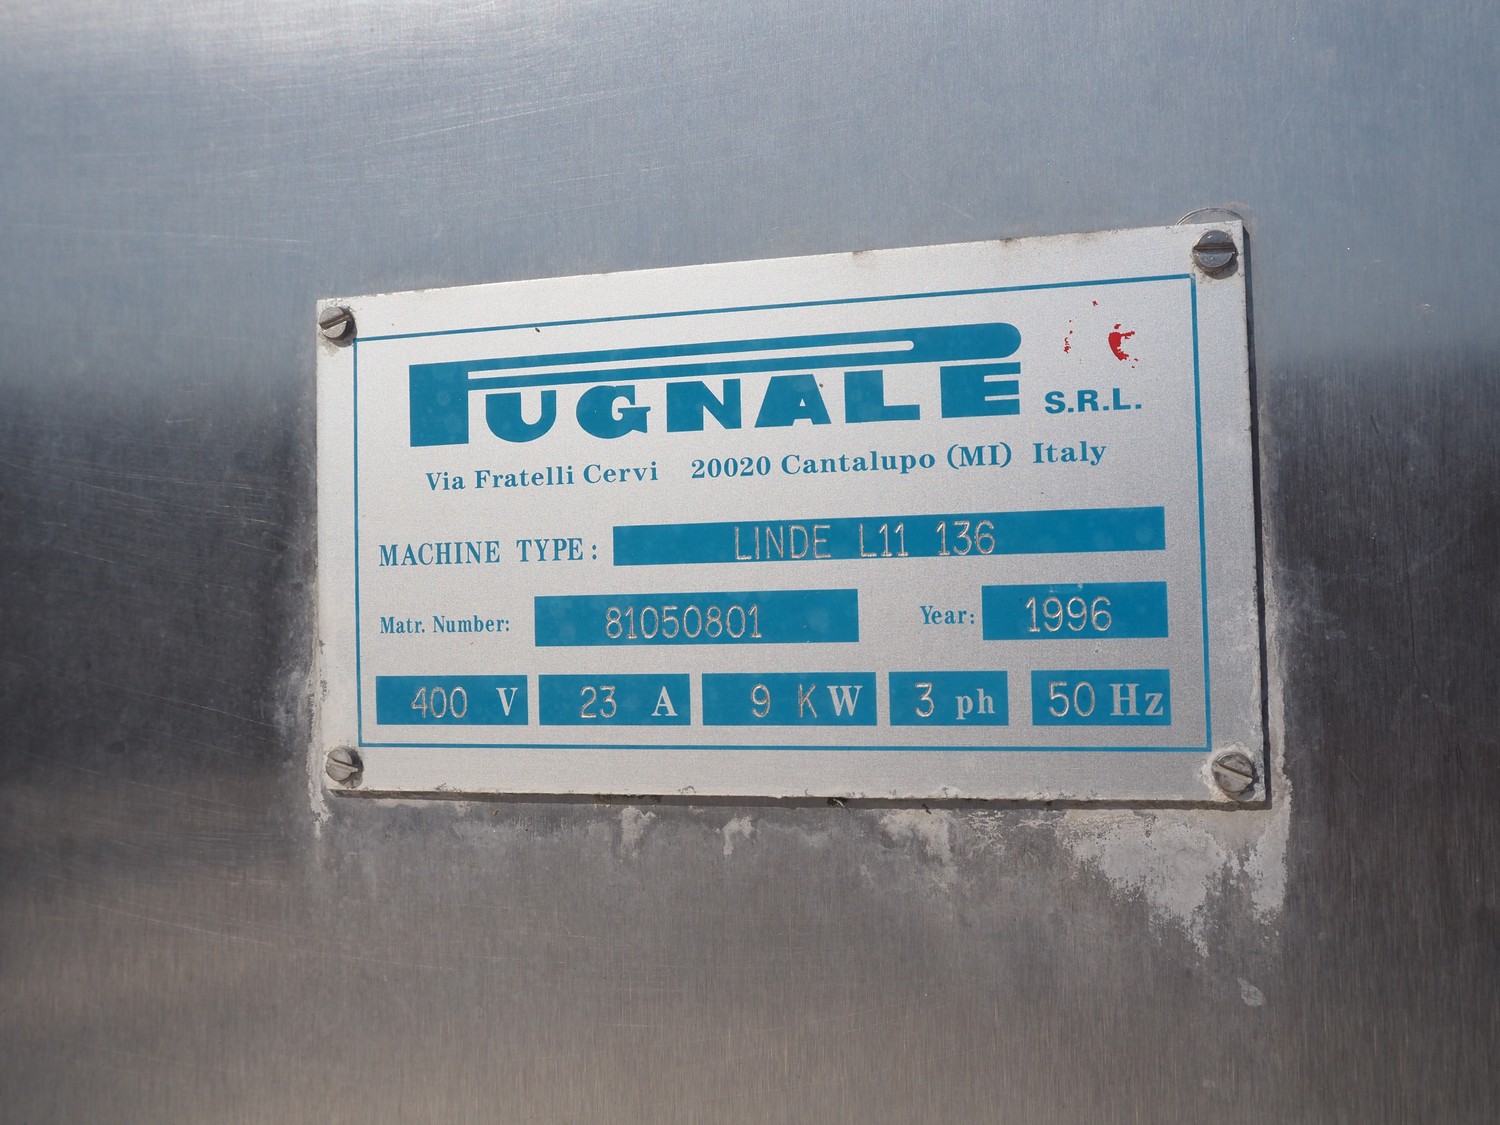 PUGNALE S.R.L.
Via Fratelli Cervi 20020 Cantalupo (MI) Italy
MACHINE TYPE: LINDE L11 136
Matr. Number: 81050801 Year: 1996
400 V 23 A 9 KW 3 ph 50 Hz